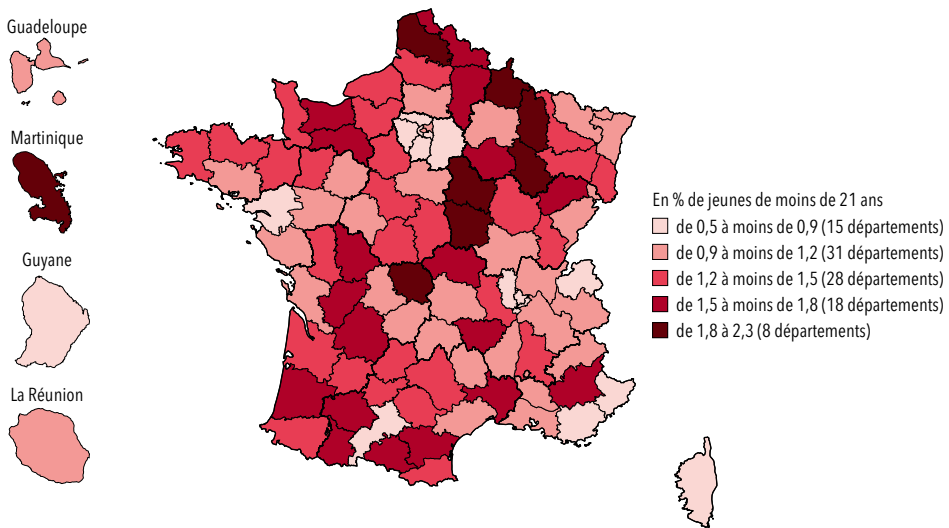 Guadeloupe
Martinique
Guyane
La Réunion
En % de jeunes de moins de 21 ans
de 0,5 à moins de 0,9 (15 départements)
de 0,9 à moins de 1,2 (31 départements)
de 1,2 à moins de 1,5 (28 départements)
de 1,5 à moins de 1,8 (18 départements)
de 1,8 à 2,3 (8 départements)